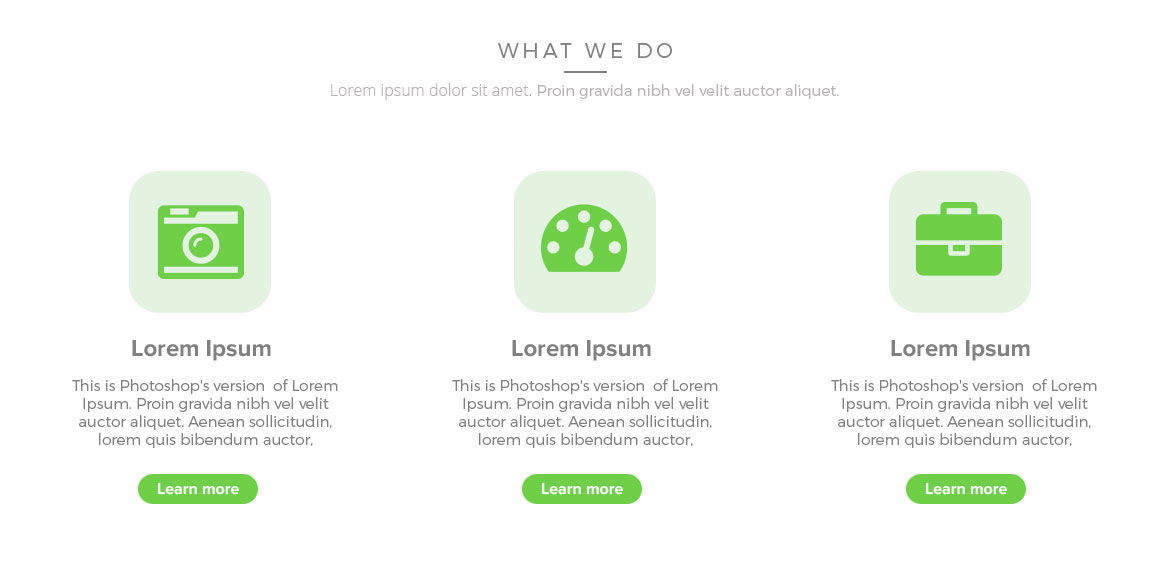 WHAT WE DO
Lorem ipsum dolor sit amet. Proin gravida nibh vel velit auctor aliquet.
Lorem Ipsum
This is Photoshop's version  of Lorem
Ipsum. Proin gravida nibh vel velit
auctor aliquet. Aenean sollicitudin,
lorem quis bibendum auctor,
Learn more
Lorem Ipsum
This is Photoshop's version  of Lorem
Ipsum. Proin gravida nibh vel velit
auctor aliquet. Aenean sollicitudin,
lorem quis bibendum auctor,
Learn more
Lorem Ipsum
This is Photoshop's version  of Lorem
Ipsum. Proin gravida nibh vel velit
auctor aliquet. Aenean sollicitudin,
lorem quis bibendum auctor,
Learn more